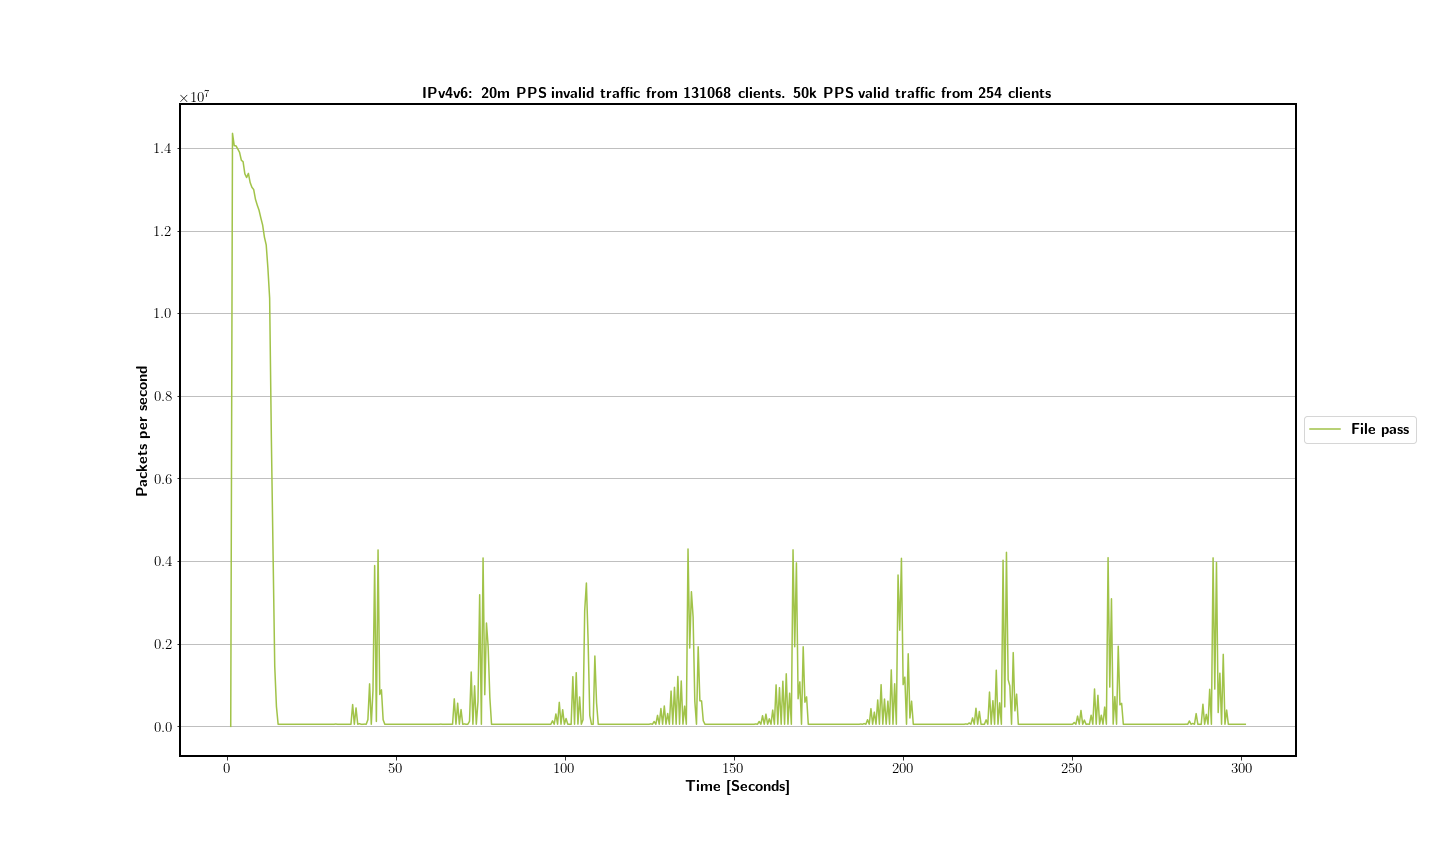 IPv4v6: 20m PPS invalid traffic from 131068 clients. 50k PPS valid traffic from 254 clients
×10⁷
1.4
1.2
1.0
0.8
0.6
0.4
0.2
0.0
Packets per second
0 50 100 150 200 250 300
Time [Seconds]
File pass